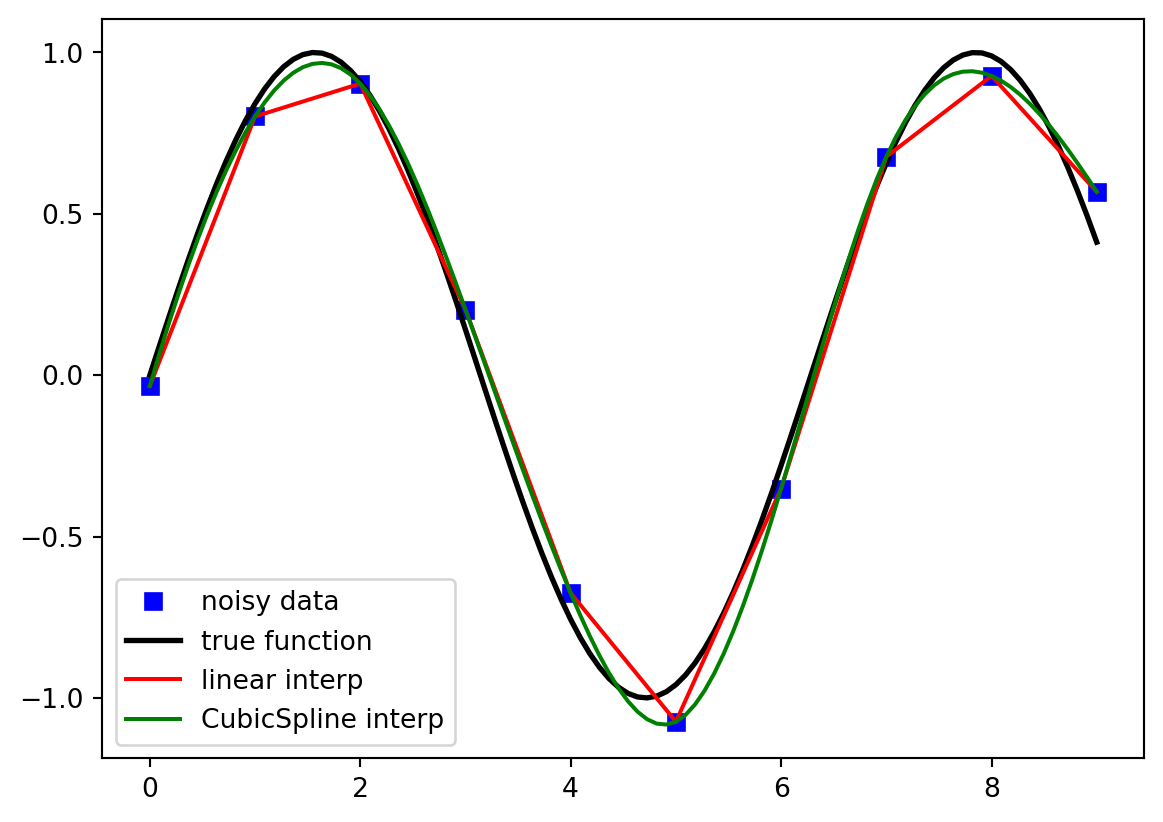 1.0
0.5
0.0
−0.5
−1.0
noisy data
true function
linear interp
CubicSpline interp
0 2 4 6 8